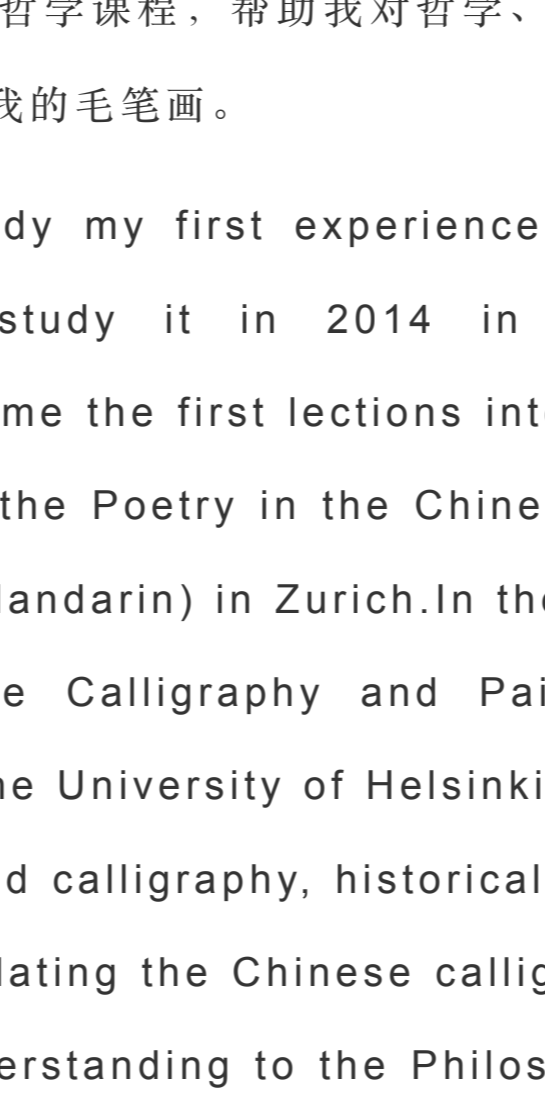 哲学课程，帮助我对哲学、
我的毛笔画。
dy my first experience
study it in 2014 in
me the first lections int
the Poetry in the Chine
andarin) in Zurich.In the
e Calligraphy and Pai
he University of Helsinki
d calligraphy, historical
lating the Chinese callig
erstanding to the Philos